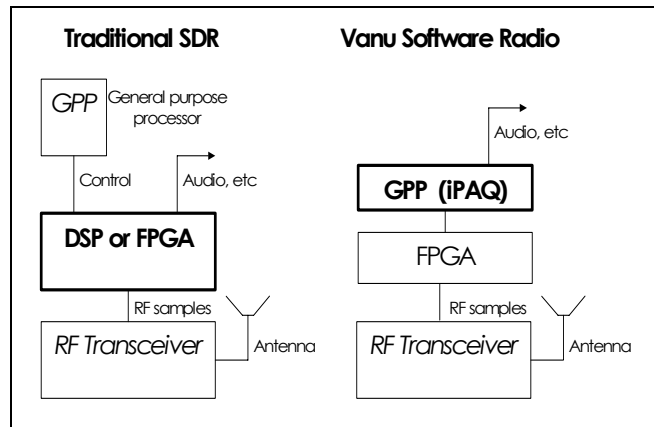 Traditional SDR
GPP
General purpose
processor
Control
Audio, etc
DSP or FPGA
RF samples
RF Transceiver
Antenna
Vanu Software Radio
Audio, etc
GPP (iPAQ)
FPGA
RF samples
RF Transceiver
Antenna